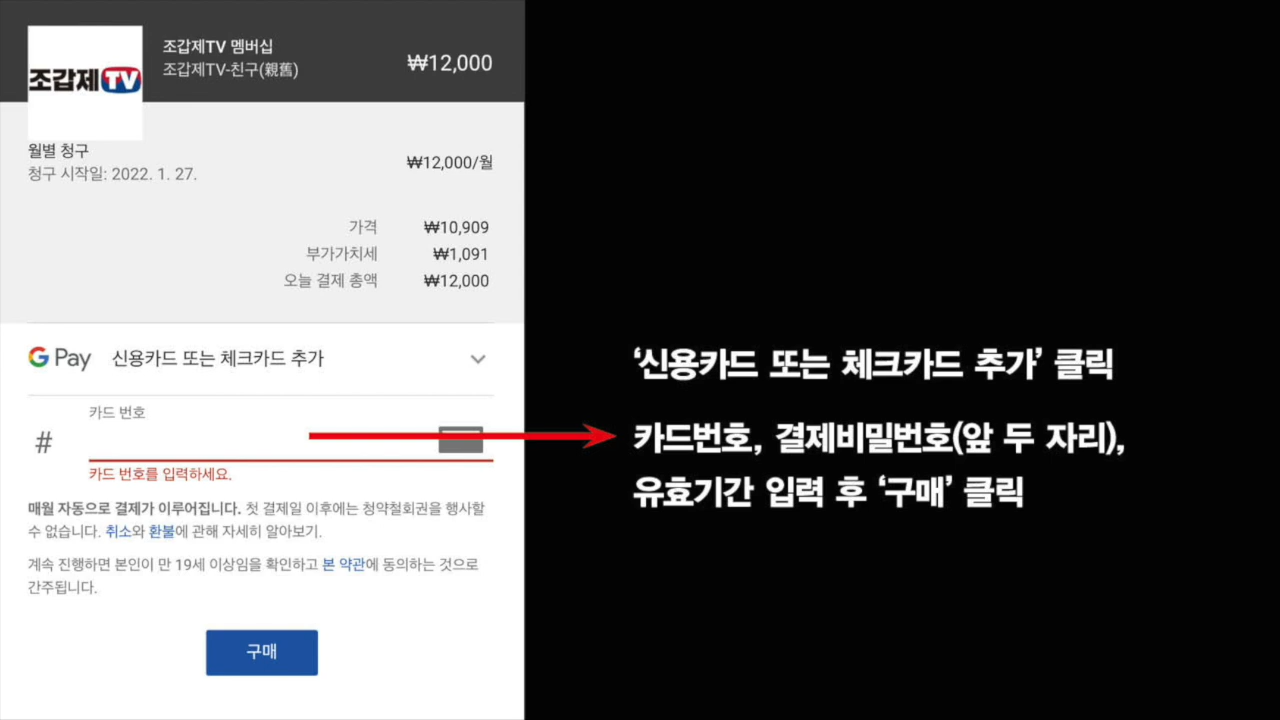 조갑제TV
조갑제TV 멤버십
조갑제TV-친구(親舊)
₩12,000
월별 청구
청구 시작일: 2022. 1. 27.
₩12,000/월
가격 ₩10,909
부가가치세 ₩1,091
오늘 결제 총액 ₩12,000
G Pay 신용카드 또는 체크카드 추가
카드 번호
#
카드 번호를 입력하세요.
매월 자동으로 결제가 이루어집니다. 첫 결제일 이후에는 청약철회권을 행사할
수 없습니다. 취소와 환불에 관해 자세히 알아보기.
계속 진행하면 본인이 만 19세 이상임을 확인하고 본 약관에 동의하는 것으로
간주됩니다.
구매
‘신용카드 또는 체크카드 추가’ 클릭
카드번호, 결제비밀번호(앞 두 자리),
유효기간 입력 후 ‘구매’ 클릭